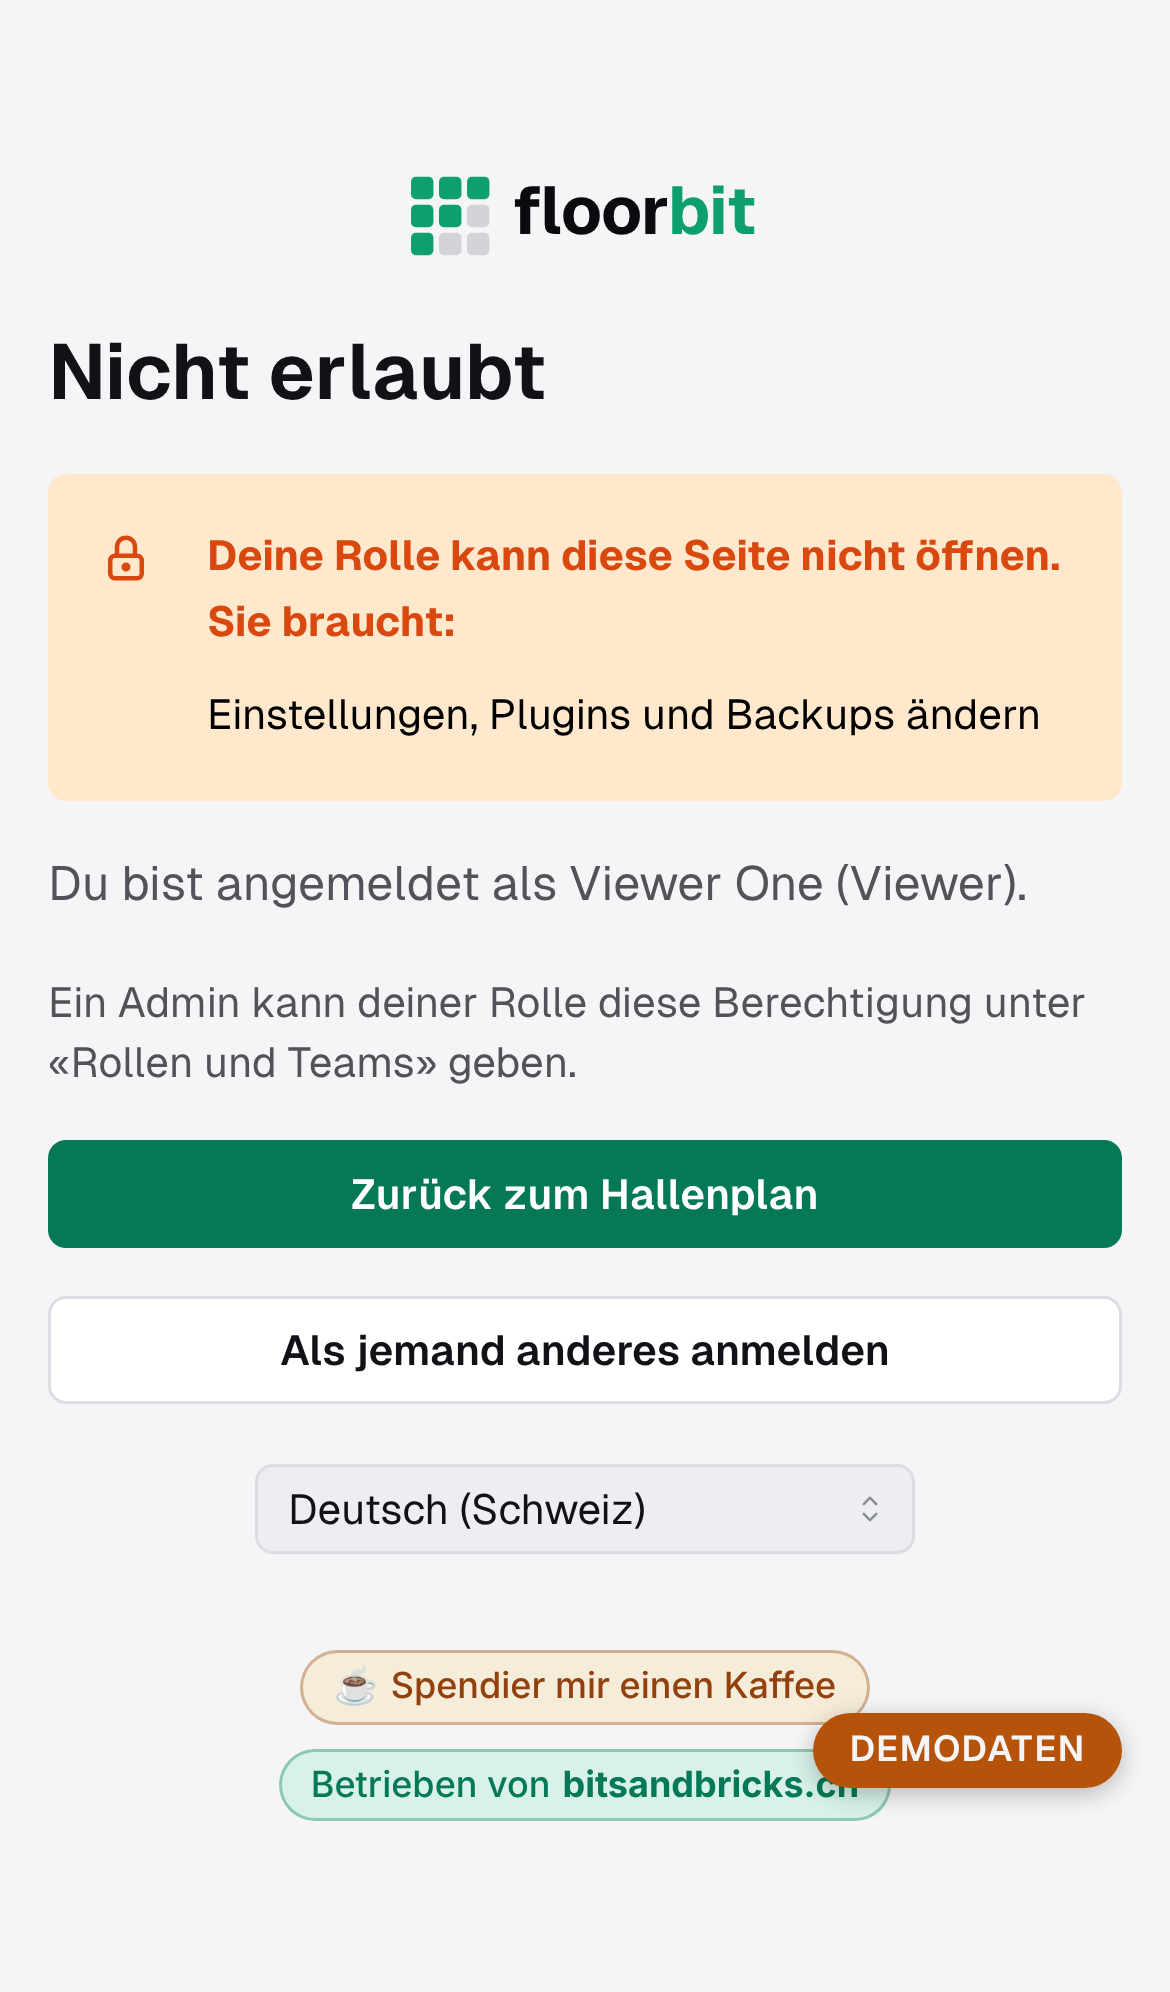 floorbit
Nicht erlaubt
Deine Rolle kann diese Seite nicht öffnen.
Sie braucht:
Einstellungen, Plugins und Backups ändern
Du bist angemeldet als Viewer One (Viewer).
Ein Admin kann deiner Rolle diese Berechtigung unter
«Rollen und Teams» geben.
Zurück zum Hallenplan
Als jemand anderes anmelden
Deutsch (Schweiz)
Spendier mir einen Kaffee
DEMODATEN
Betrieben von bitsandbricks.ch